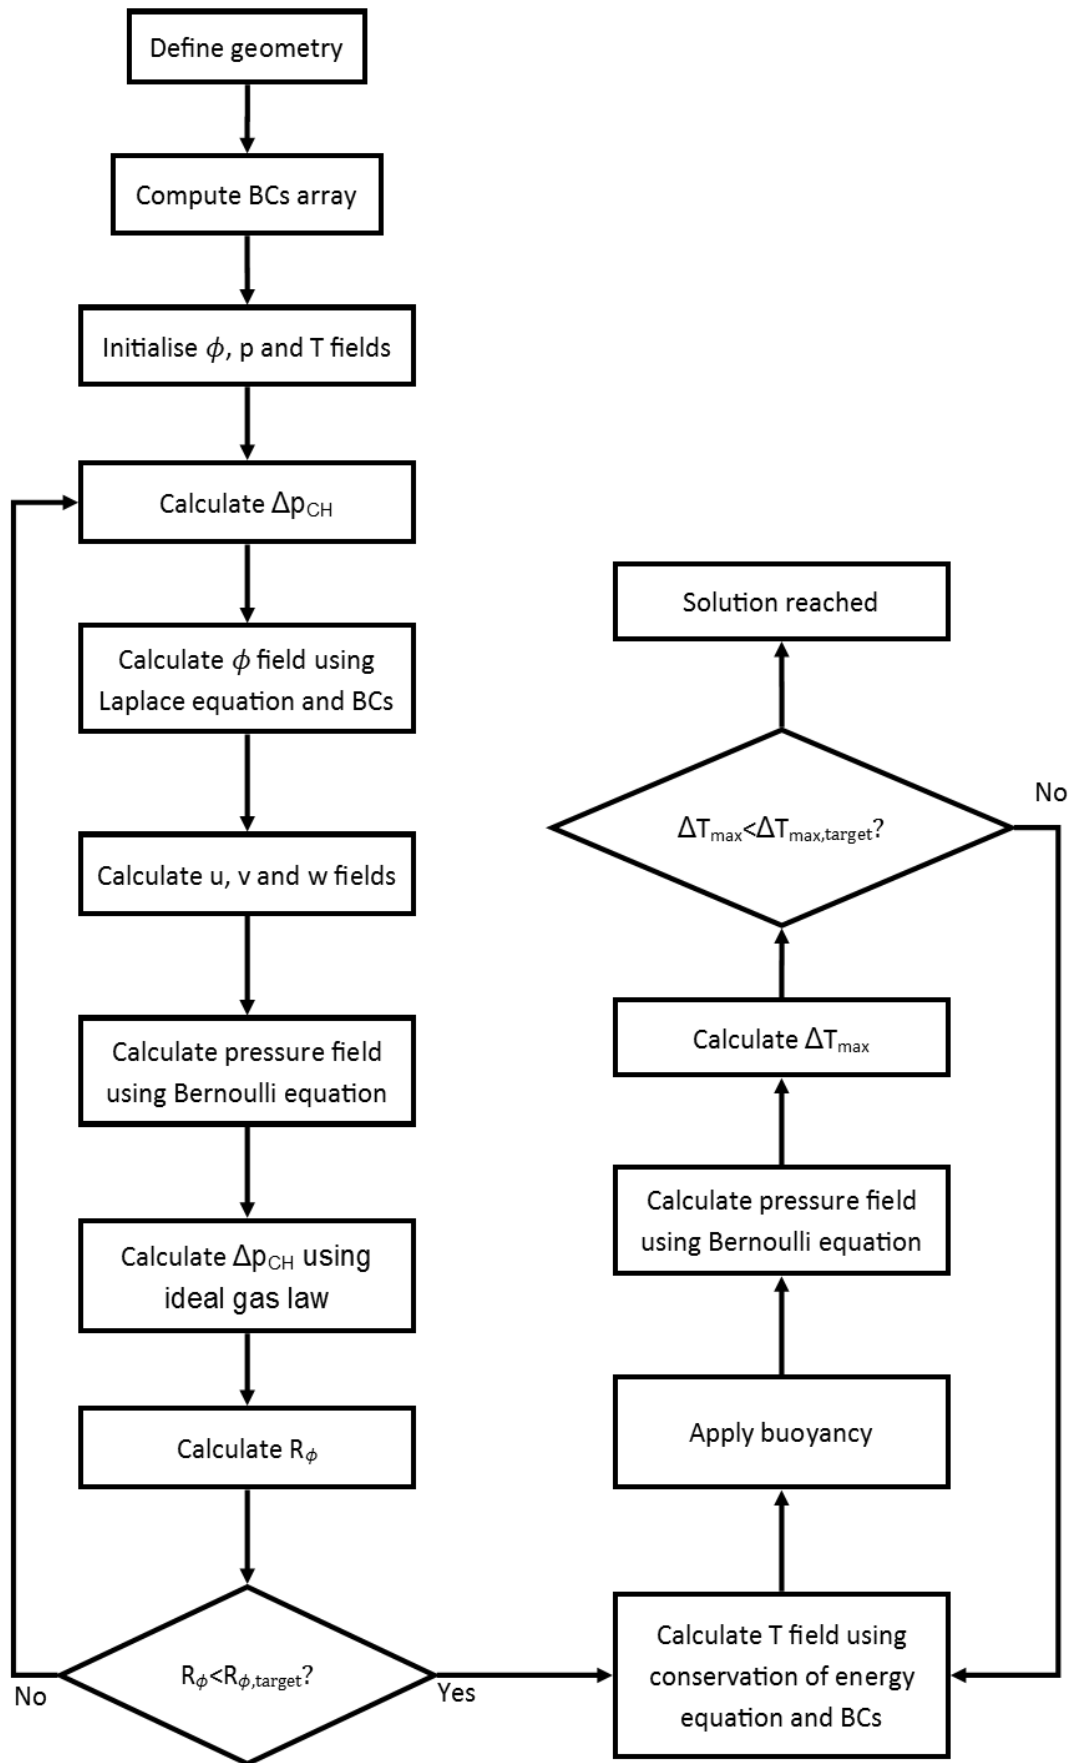 Define geometry
Compute BCs array
Initialise ϕ, p and T fields
Calculate Δp_CH
Calculate ϕ field using
Laplace equation and BCs
Calculate u, v and w fields
Calculate pressure field
using Bernoulli equation
Calculate Δp_CH using
ideal gas law
Calculate R_ϕ
R_ϕ<R_ϕ,target?
No
Yes
Calculate T field using
conservation of energy
equation and BCs
Apply buoyancy
Calculate pressure field
using Bernoulli equation
Calculate ΔT_max
ΔT_max<ΔT_max,target?
No
Solution reached